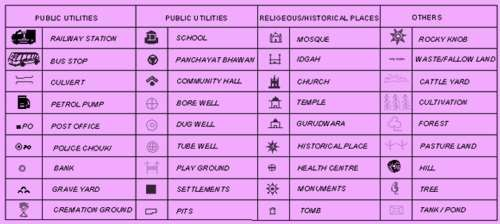 PUBLIC UTILITIES PUBLIC UTILITIES RELIGEOUS/HISTORICAL PLACES OTHERS
RAILWAY STATION SCHOOL MOSQUE ROCKY KNOB
BUS STOP PANCHAYAT BHAWAN IDGAH WASTE/FALLOW LAND
CULVERT COMMUNITY HALL CHURCH CATTLE YARD
PETROL PUMP BORE WELL TEMPLE CULTIVATION
PO POST OFFICE DUG WELL GURUDWARA FOREST
POLICE CHOUKI TUBE WELL HISTORICAL PLACE PASTURE LAND
BANK PLAY GROUND HEALTH CENTRE HILL
GRAVE YARD SETTLEMENTS MONUMENTS TREE
CREMATION GROUND PITS TOMB TANK / POND